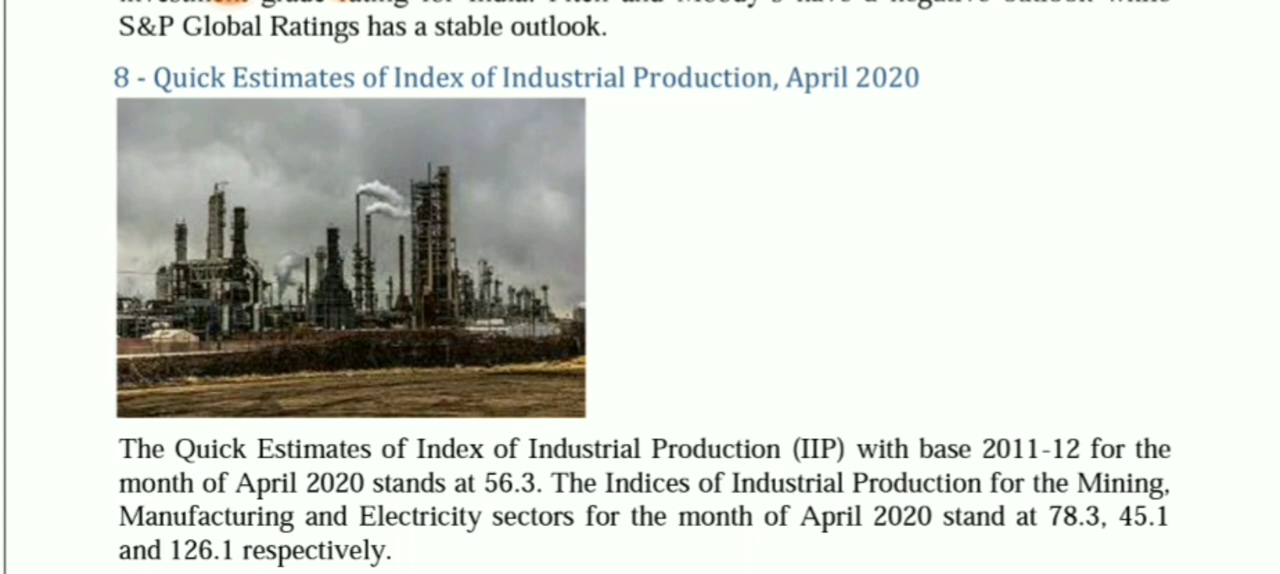 S&P Global Ratings has a stable outlook.
8 - Quick Estimates of Index of Industrial Production, April 2020
The Quick Estimates of Index of Industrial Production (IIP) with base 2011-12 for the
month of April 2020 stands at 56.3. The Indices of Industrial Production for the Mining,
Manufacturing and Electricity sectors for the month of April 2020 stand at 78.3, 45.1
and 126.1 respectively.